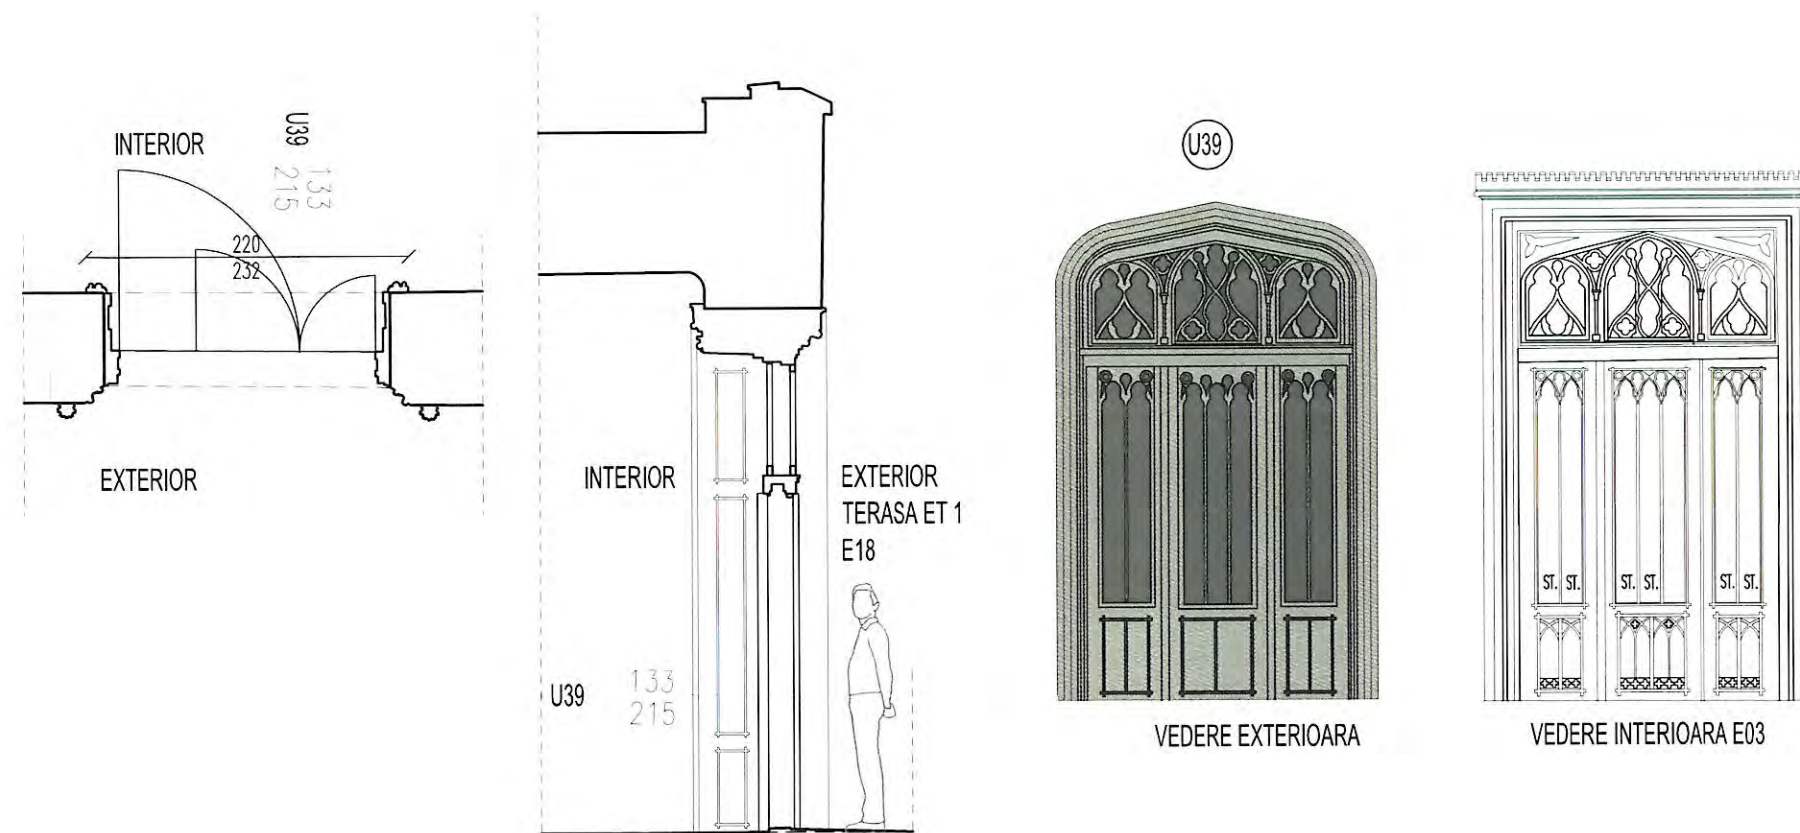 INTERIOR
U39
133
215
220
232
EXTERIOR
INTERIOR
EXTERIOR
TERASA ET 1
E18
U39
133
215
U39
VEDERE EXTERIOARA
ST. ST. ST. ST. ST. ST.
VEDERE INTERIOARA E03